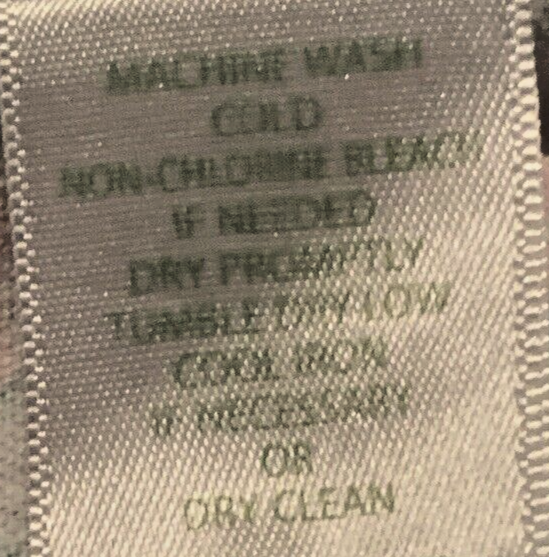 MACHINE WASH
COLD
NON-CHLORINE BLEACH
IF NEEDED
DRY PROMPTLY
TUMBLE DRY LOW
COOL IRON
IF NECESSARY
OR
DRY CLEAN